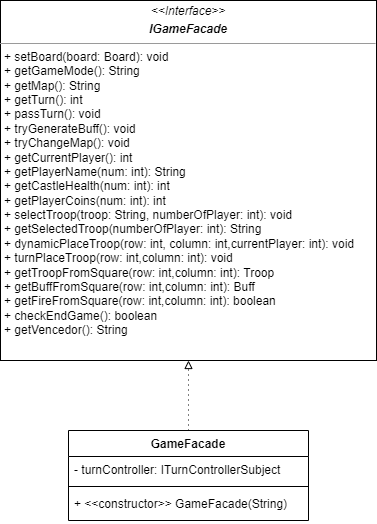 <<Interface>>
IGameFacade
+ setBoard(board: Board): void
+ getGameMode(): String
+ getMap(): String
+ getTurn(): int
+ passTurn(): void
+ tryGenerateBuff(): void
+ tryChangeMap(): void
+ getCurrentPlayer(): int
+ getPlayerName(num: int): String
+ getCastleHealth(num: int): int
+ getPlayerCoins(num: int): int
+ selectTroop(troop: String, numberOfPlayer: int): void
+ getSelectedTroop(numberOfPlayer: int): String
+ dynamicPlaceTroop(row: int, column: int,currentPlayer: int): void
+ turnPlaceTroop(row: int,column: int): void
+ getTroopFromSquare(row: int,column: int): Troop
+ getBuffFromSquare(row: int,column: int): Buff
+ getFireFromSquare(row: int,column: int): boolean
+ checkEndGame(): boolean
+ getVencedor(): String
GameFacade
- turnController: ITurnControllerSubject
+ <<constructor>> GameFacade(String)